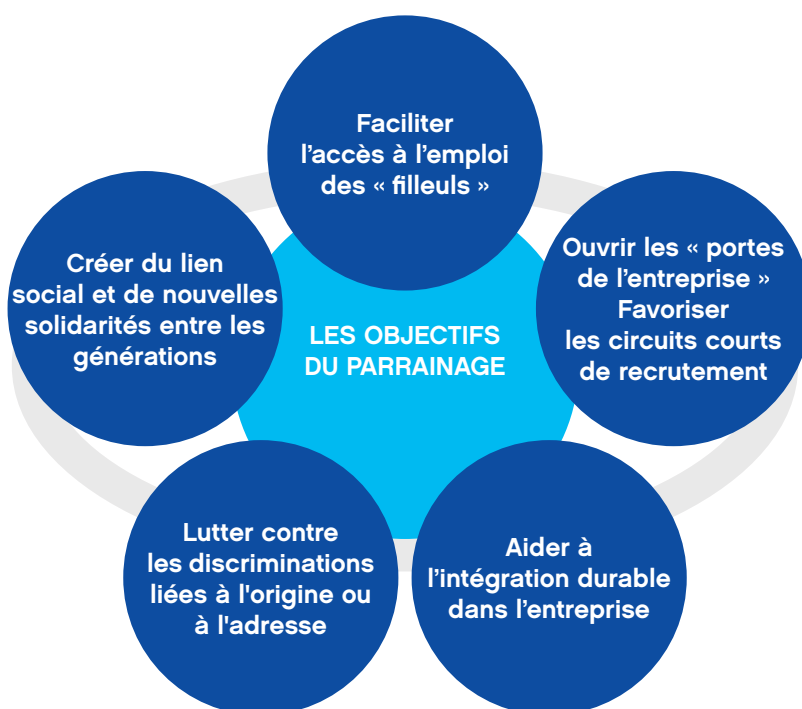 Faciliter
l'accès à l'emploi
des « filleuls »
Ouvrir les « portes
de l'entreprise »
Favoriser
les circuits courts
de recrutement
Aider à
l'intégration durable
dans l'entreprise
Lutter contre
les discriminations
liées à l'origine ou
à l'adresse
Créer du lien
social et de nouvelles
solidarités entre les
générations
LES OBJECTIFS
DU PARRAINAGE